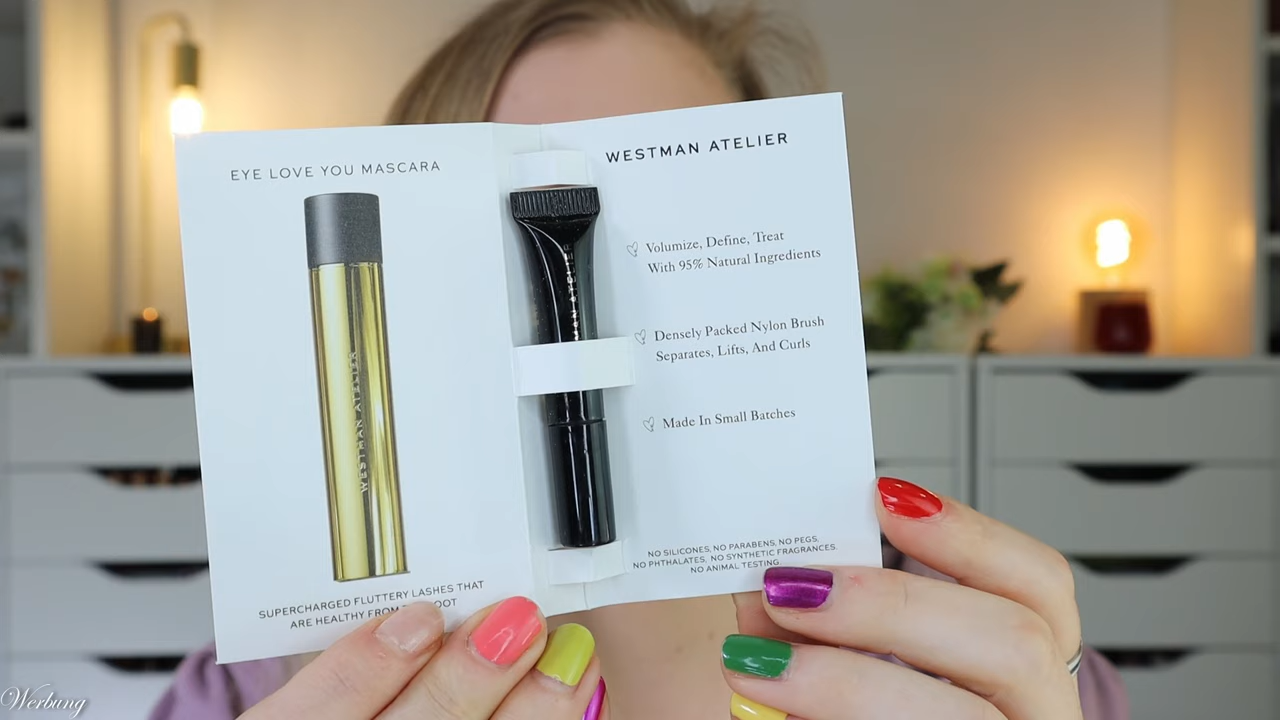 EYE LOVE YOU MASCARA
WESTMAN ATELIER
SUPERCHARGED FLUTTERY LASHES THAT
ARE HEALTHY FROM
WESTMAN ATELIER
Volumize, Define, Treat
With 95% Natural Ingredients
Densely Packed Nylon Brush
Separates, Lifts, And Curls
Made In Small Batches
NO SILICONES, NO PARABENS, NO PEGS,
NO PHTHALATES, NO SYNTHETIC FRAGRANCES.
NO ANIMAL TESTING.
Werbung